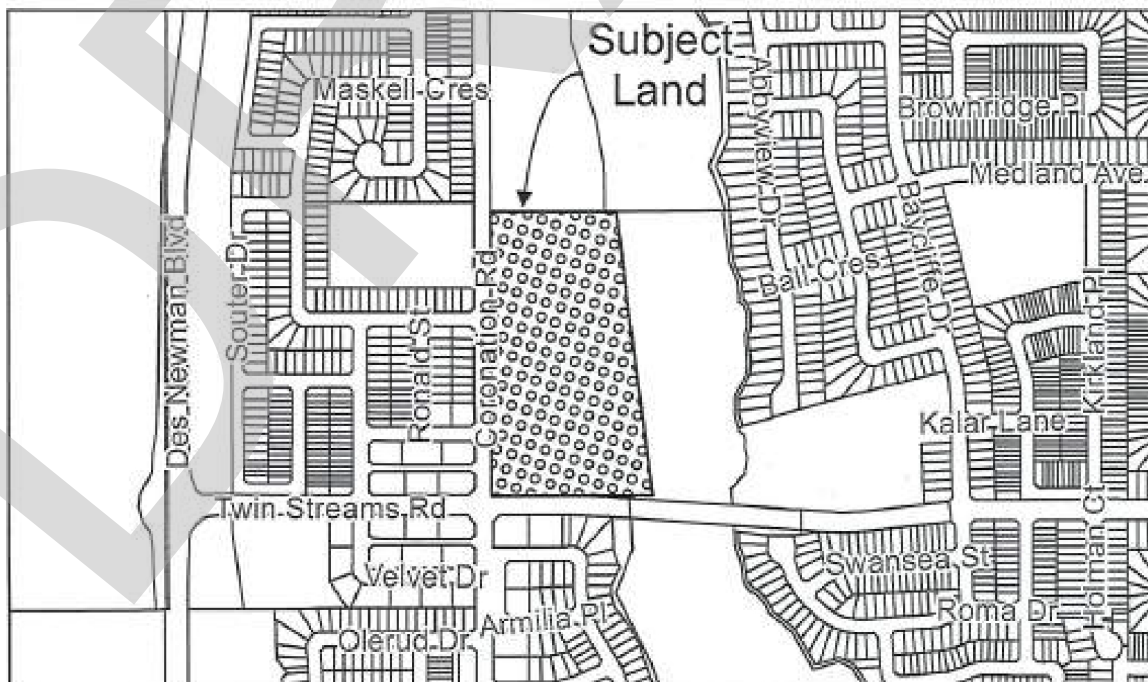 Subject
Land
Maskell Cres
Abbyview Dr
Brownridge Pl
Medland Ave
Des Newman Blvd
Souter Dr
Ronald St
Coronation Rd
Ball Cres
Baycliffe Dr
Kirkland Pl
Kalar Lane
Twin Streams Rd
Holman Ct
Velvet Dr
Swansea St
Armilia Pl
Roma Dr
Olerud Dr